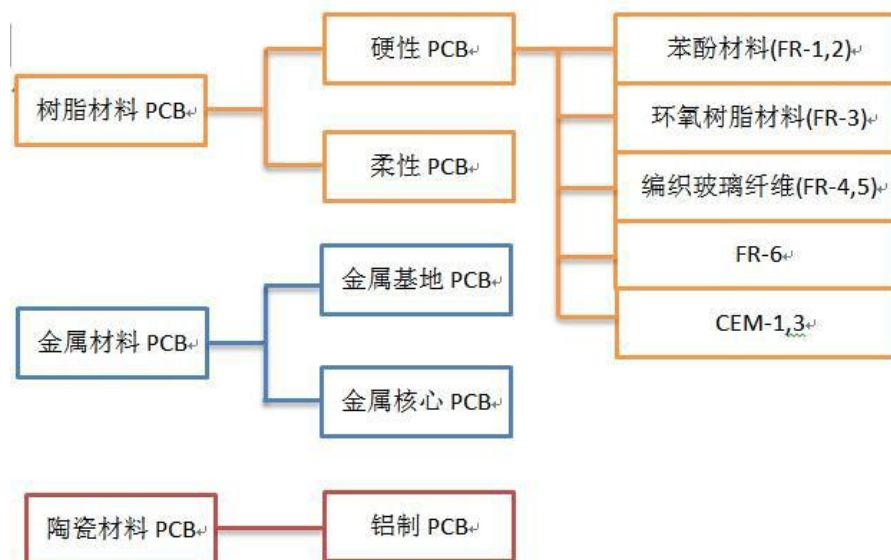 硬性 PCB
苯酚材料(FR-1,2)
树脂材料 PCB
环氧树脂材料(FR-3)
柔性 PCB
编织玻璃纤维(FR-4,5)
FR-6
CEM-1,3
金属基地 PCB
金属材料 PCB
金属核心 PCB
陶瓷材料 PCB
铝制 PCB